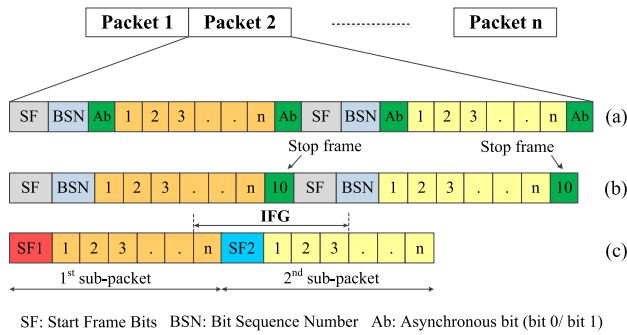 Packet 1 Packet 2 Packet n
SF BSN Ab 1 2 3 . . n Ab SF BSN Ab 1 2 3 . . n Ab (a)
Stop frame Stop frame
SF BSN 1 2 3 . . n 10 SF BSN 1 2 3 . . n 10 (b)
IFG
SF1 1 2 3 . . n SF2 1 2 3 . . n (c)
1st sub-packet 2nd sub-packet
SF: Start Frame Bits BSN: Bit Sequence Number Ab: Asynchronous bit (bit 0/ bit 1)